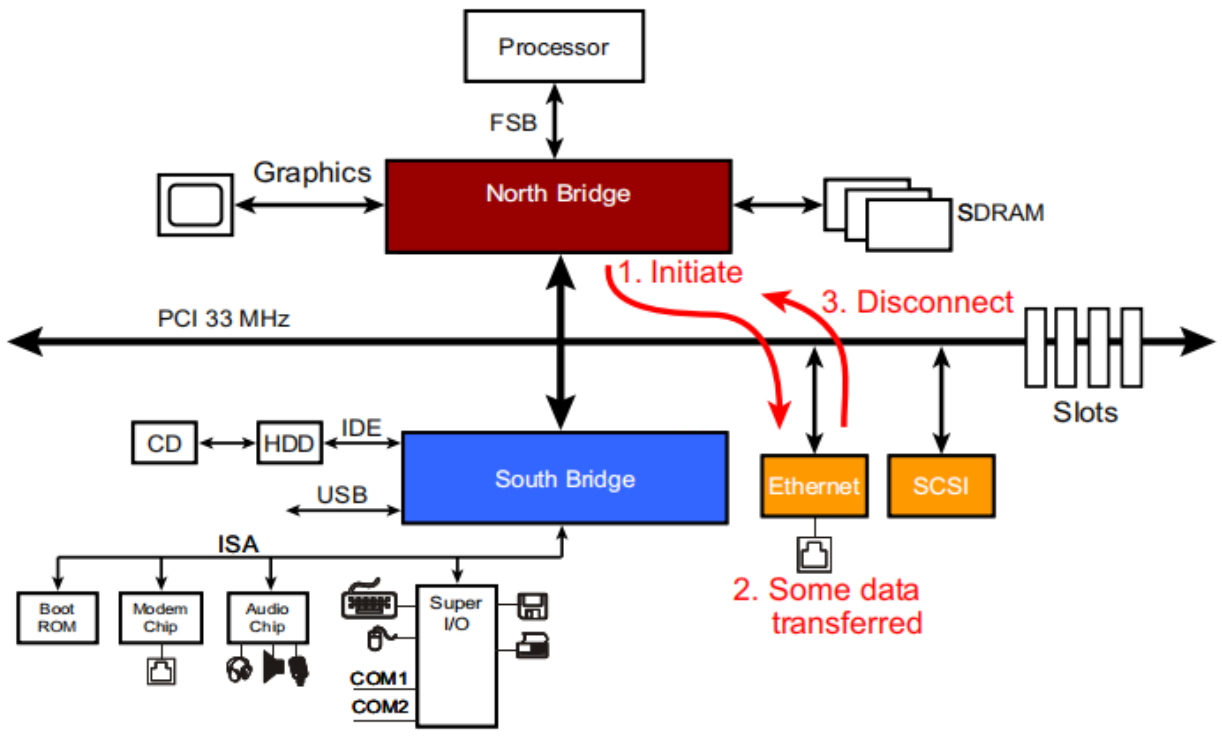 Processor
FSB
Graphics
North Bridge
SDRAM
1. Initiate
3. Disconnect
PCI 33 MHz
Slots
CD
HDD
IDE
South Bridge
Ethernet
SCSI
USB
ISA
2. Some data
transferred
Boot
ROM
Modem
Chip
Audio
Chip
Super
I/O
COM1
COM2